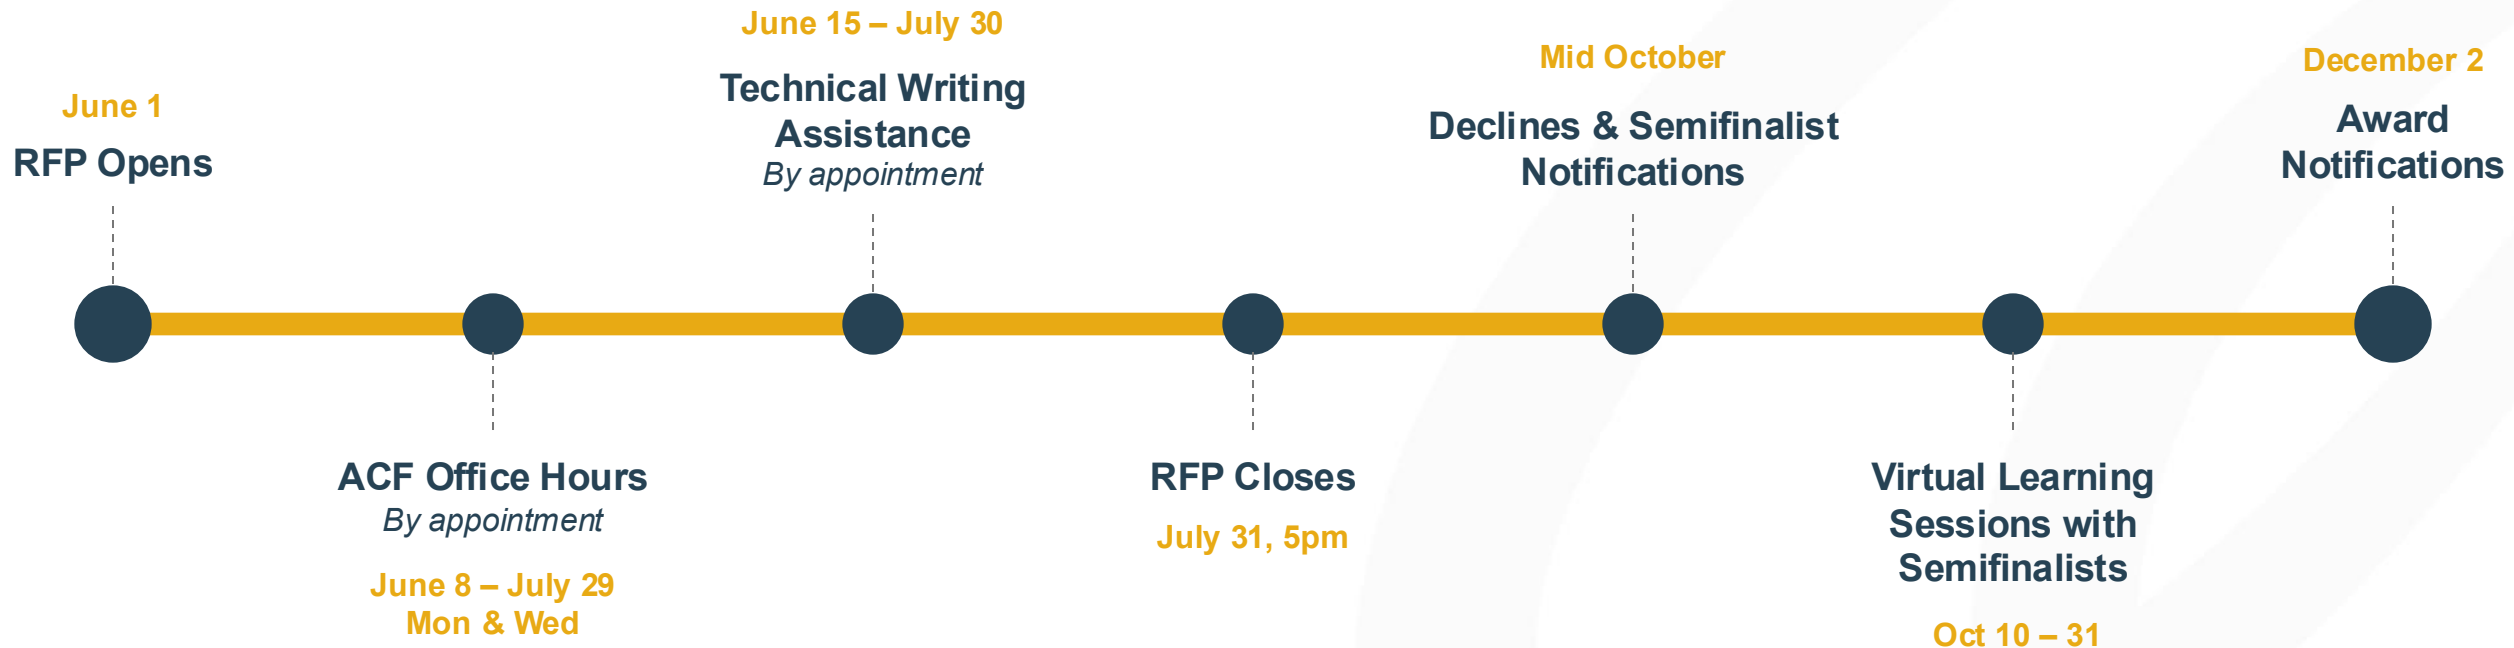 June 1
RFP Opens
ACF Office Hours
By appointment
June 8 – July 29
Mon & Wed
June 15 – July 30
Technical Writing
Assistance
By appointment
RFP Closes
July 31, 5pm
Mid October
Declines & Semifinalist
Notifications
Virtual Learning
Sessions with
Semifinalists
Oct 10 – 31
December 2
Award
Notifications